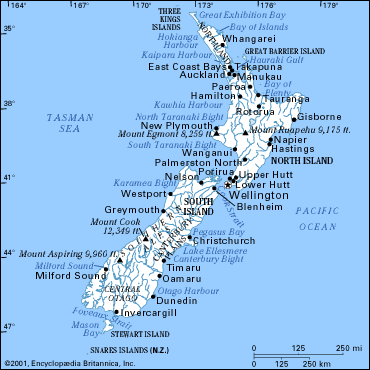 164°
167°
170°
173°
176°
179°
THREE
KINGS
ISLANDS
Great Exhibition Bay
Bay of Islands
35°
NORTHLAND
Hokianga
Harbour
Whangarei
Kaipara Harbour
GREAT BARRIER ISLAND
Hauraki Gulf
East Coast Bays
Takapuna
Auckland
Manukau
Paeroa
Bay of
Plenty
Hamilton
Tauranga
38°
Kawhia Harbour
Rotorua
North Taranaki Bight
Gisborne
TASMAN
SEA
New Plymouth
Mount Ruapehu 9,175 ft.
Mount Egmont 8,259 ft.
Napier
South Taranaki Bight
Hastings
Wanganui
Palmerston North
NORTH ISLAND
Porirua
41°
Nelson
Upper Hutt
Karamea Bight
Lower Hutt
Westport
Wellington
SOUTH
ISLAND
Cook Strait
Blenheim
Greymouth
PACIFIC
OCEAN
Mount Cook
12,349 ft.
SOUTHERN ALPS
CANTERBURY PLAINS
Pegasus Bay
Christchurch
Lake Ellesmere
44°
Mount Aspiring 9,960 ft.
Canterbury Bight
Milford Sound
Timaru
Milford Sound
Oamaru
CENTRAL
OTAGO
Otago Harbour
Dunedin
Foveaux Strait
Invercargill
Mason
Bay
STEWART ISLAND
47°
SNARES ISLANDS (N.Z.)
0 125 250 mi
0 125 250 km
©2001, Encyclopædia Britannica, Inc.